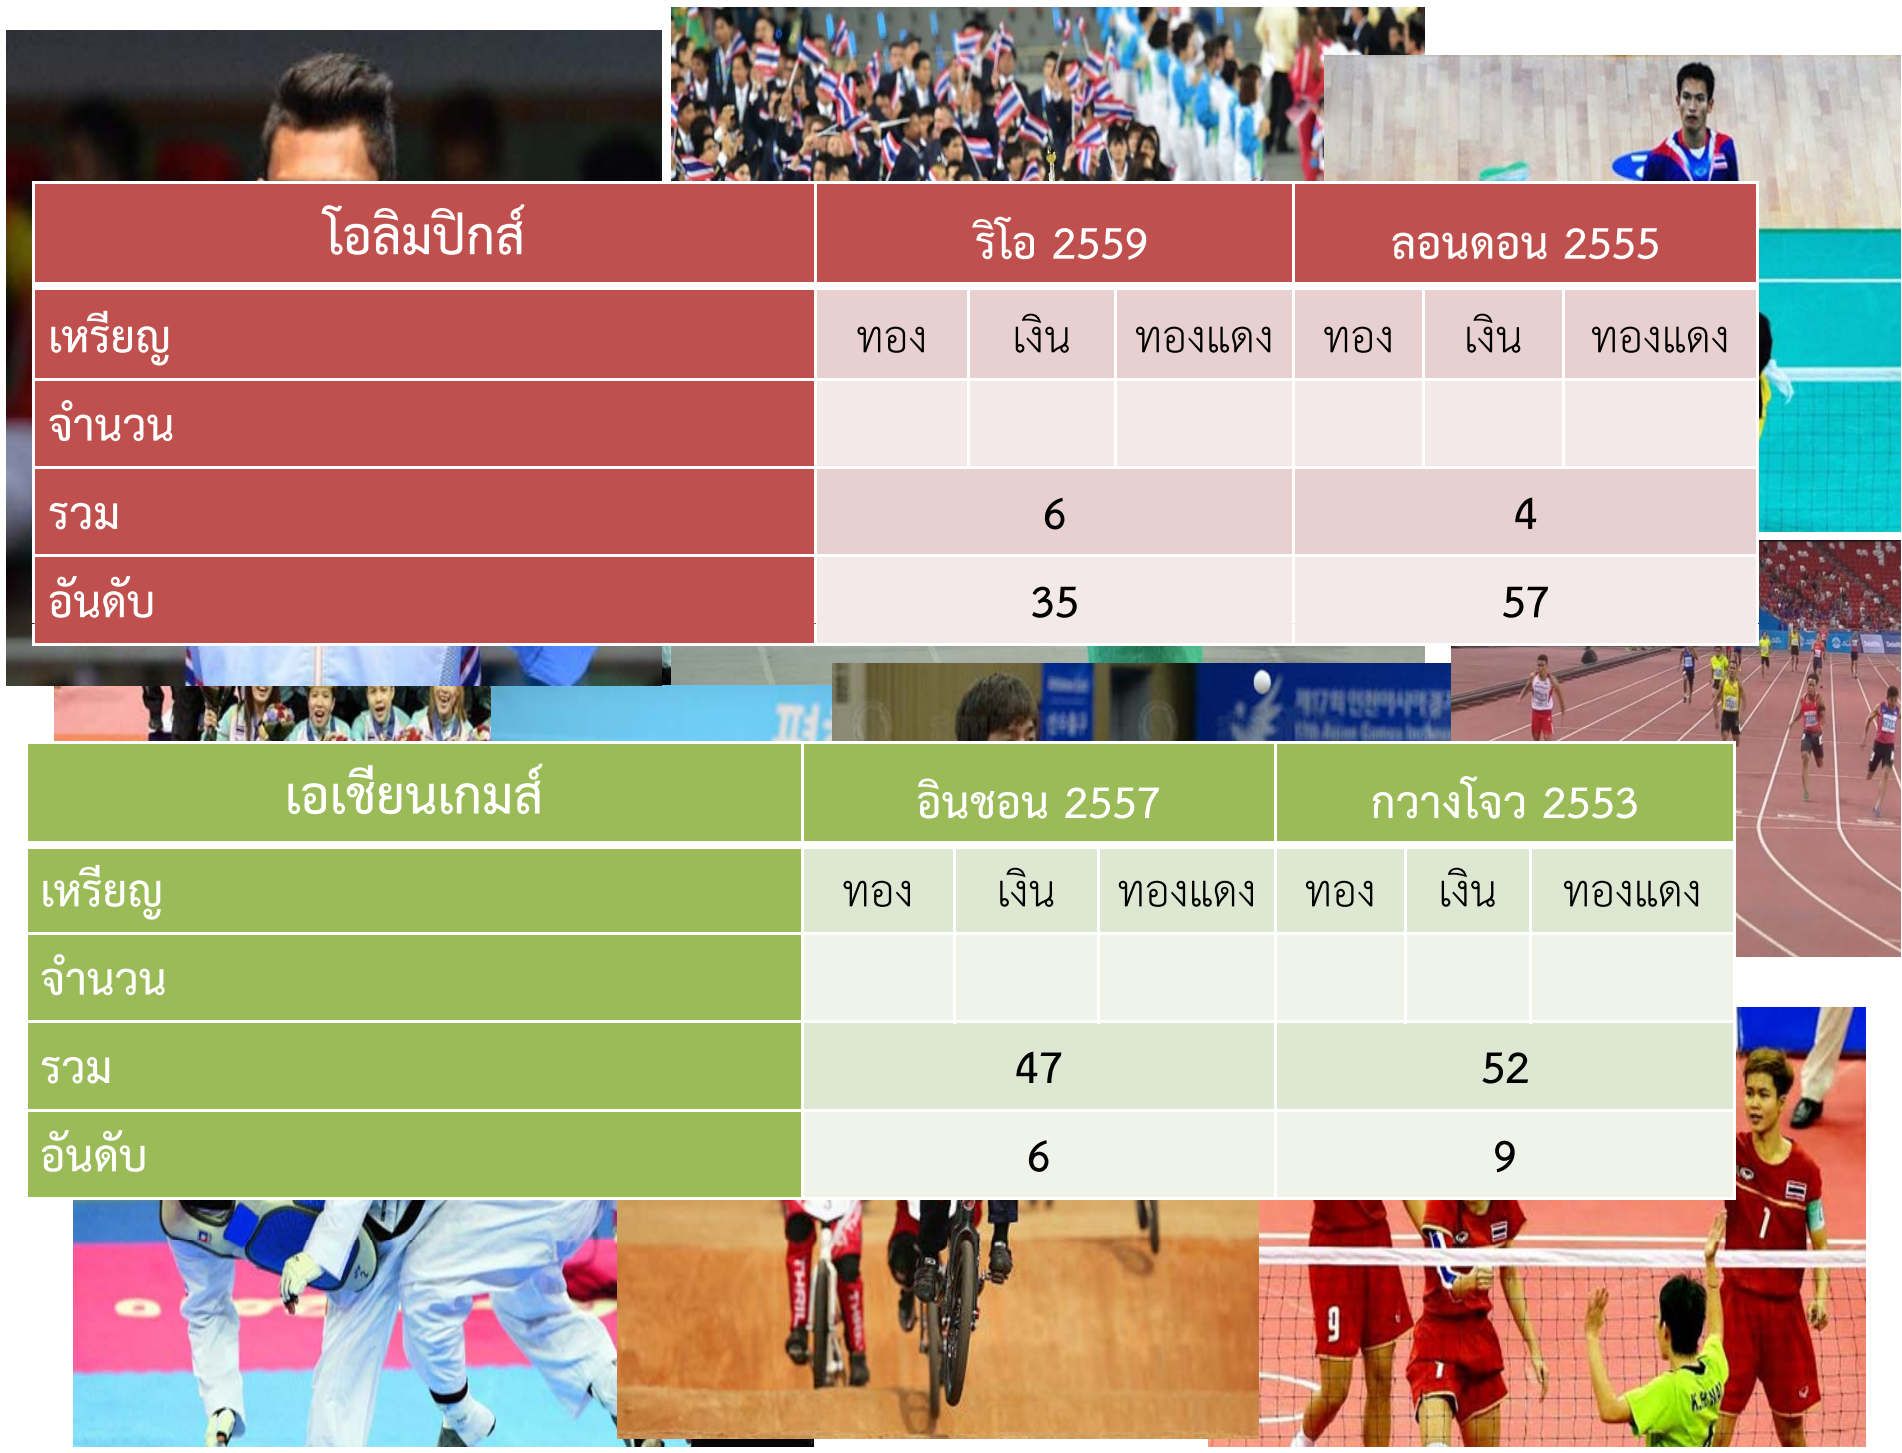 โอลิมปิกส์ ริโอ 2559 ลอนดอน 2555
เหรียญ ทอง เงิน ทองแดง ทอง เงิน ทองแดง
จำนวน
รวม 6 4
อันดับ 35 57
เอเชียนเกมส์ อินชอน 2557 กวางโจว 2553
เหรียญ ทอง เงิน ทองแดง ทอง เงิน ทองแดง
จำนวน
รวม 47 52
อันดับ 6 9
1
9
1